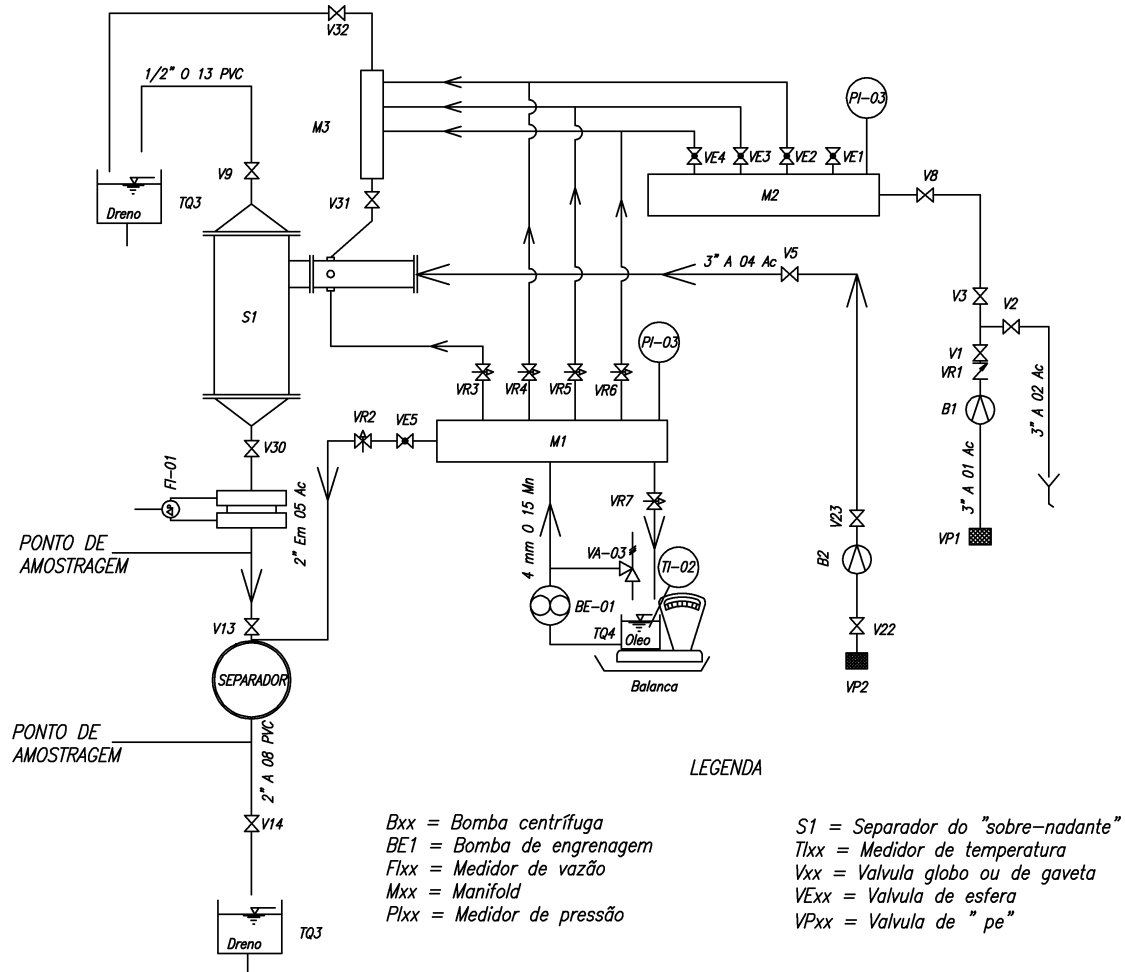 V32
1/2" O 13 PVC
M3
PI-03
V9
VE4
VE3
VE2
VE1
V8
TQ3
Dreno
V31
M2
3" A 04 Ac
V5
V3
V2
S1
PI-03
V1
VR1
VR3
VR4
VR5
VR6
B1
3" A 02 Ac
VR2
VE5
M1
V30
FI-01
2" Em 05 Ac
4 mm O 15 Mn
VR7
V23
3" A 01 Ac
VP1
PONTO DE
AMOSTRAGEM
VA-03
TI-02
B2
BE-01
V13
TQ4
Oleo
V22
SEPARADOR
Balanca
VP2
PONTO DE
AMOSTRAGEM
2" A 08 PVC
V14
LEGENDA
Bxx = Bomba centrífuga
BE1 = Bomba de engrenagem
FIxx = Medidor de vazão
Mxx = Manifold
PIxx = Medidor de pressão
S1 = Separador do "sobre-nadante"
TIxx = Medidor de temperatura
Vxx = Valvula globo ou de gaveta
VExx = Valvula de esfera
VPxx = Valvula de " pe"
TQ3
Dreno